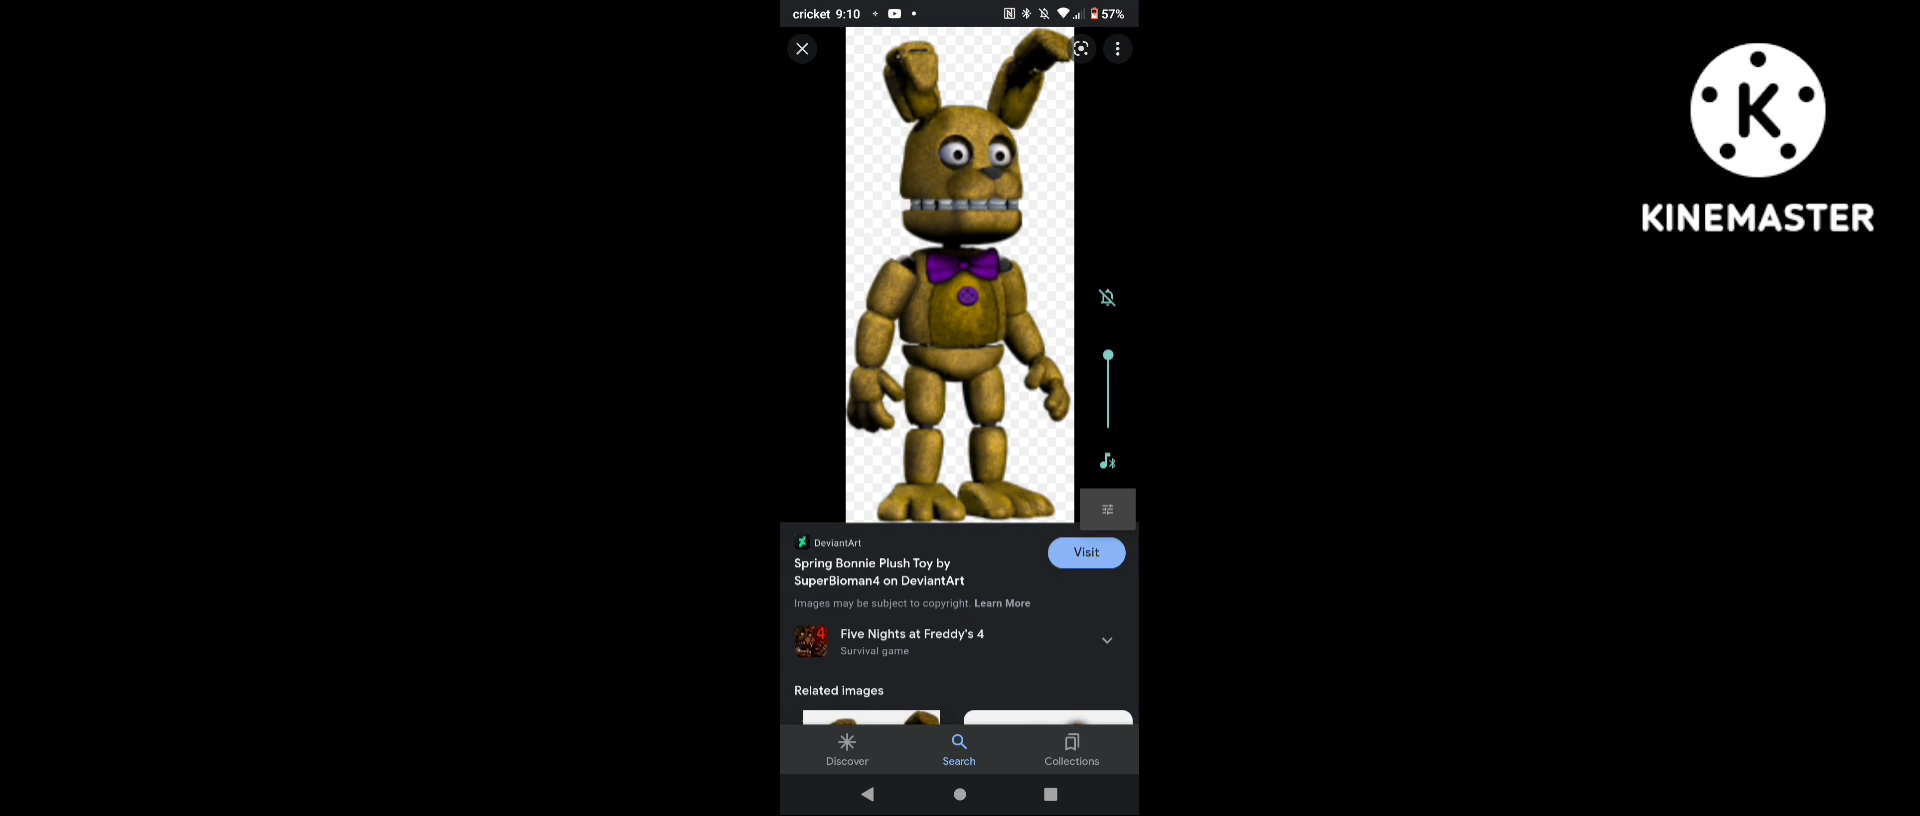 cricket 9:10
57%
K
KINEMASTER
DeviantArt
Visit
Spring Bonnie Plush Toy by
SuperBioman4 on DeviantArt
Images may be subject to copyright. Learn More
4
Five Nights at Freddy's 4
Survival game
Related images
Discover
Search
Collections